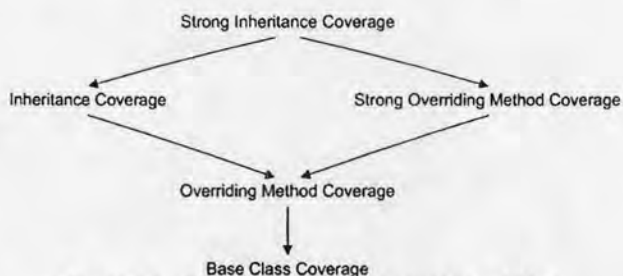 Strong Inheritance Coverage
Inheritance Coverage
Strong Overriding Method Coverage
Overriding Method Coverage
Base Class Coverage